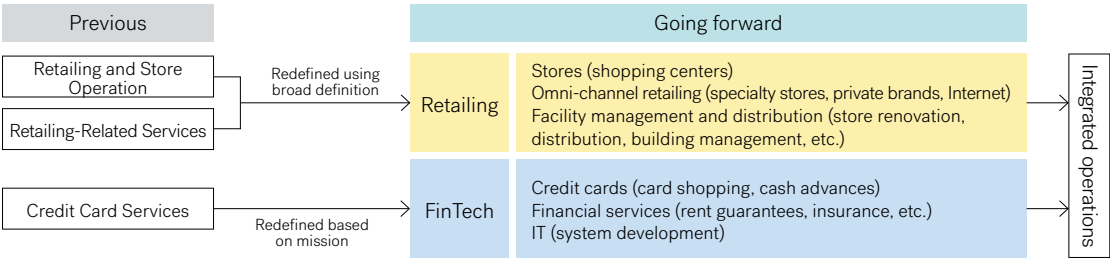 Previous
Going forward
Retailing and Store
Operation
Retailing-Related Services
Redefined using
broad definition
Retailing
Stores (shopping centers)
Omni-channel retailing (specialty stores, private brands, Internet)
Facility management and distribution (store renovation,
distribution, building management, etc.)
Credit Card Services
Redefined based
on mission
FinTech
Credit cards (card shopping, cash advances)
Financial services (rent guarantees, insurance, etc.)
IT (system development)
Integrated operations